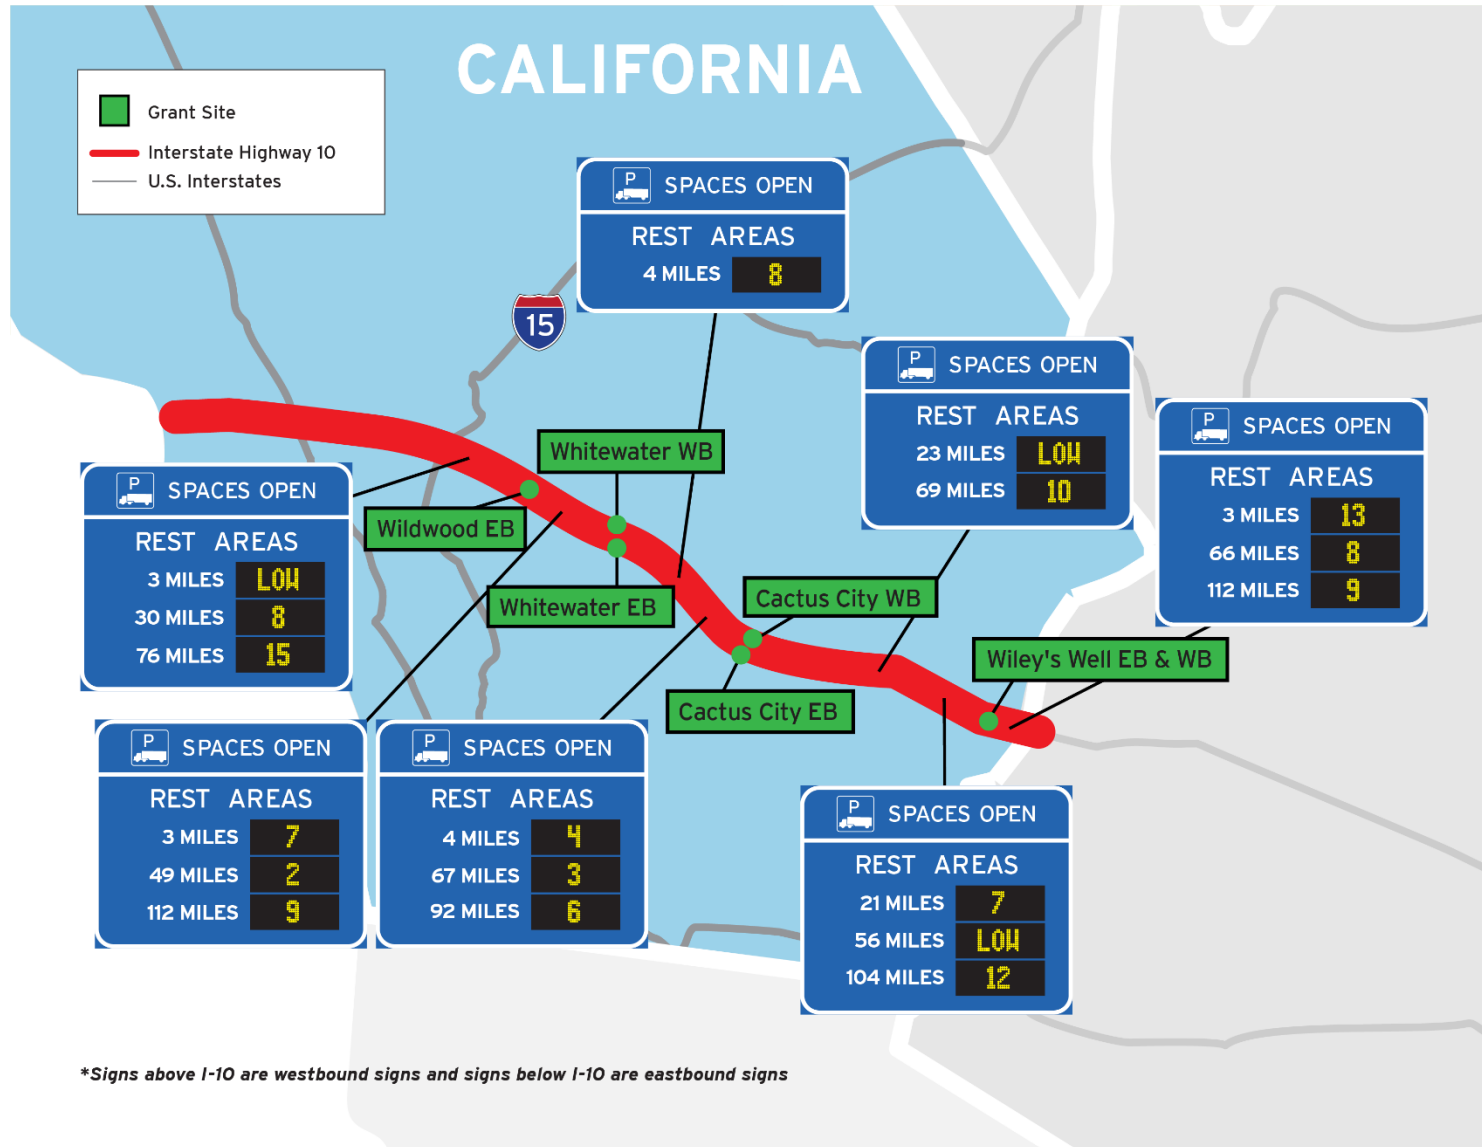 CALIFORNIA
Grant Site
Interstate Highway 10
U.S. Interstates
P SPACES OPEN
REST AREAS
4 MILES 8
15
P SPACES OPEN
REST AREAS
23 MILES LOW
69 MILES 10
P SPACES OPEN
REST AREAS
3 MILES 13
66 MILES 8
112 MILES 9
Whitewater WB
Wildwood EB
Whitewater EB
Cactus City WB
Cactus City EB
Wiley's Well EB & WB
P SPACES OPEN
REST AREAS
3 MILES LOW
30 MILES 8
76 MILES 15
P SPACES OPEN
REST AREAS
3 MILES 7
49 MILES 2
112 MILES 9
P SPACES OPEN
REST AREAS
4 MILES 4
67 MILES 3
92 MILES 6
P SPACES OPEN
REST AREAS
21 MILES 7
56 MILES LOW
104 MILES 12
*Signs above I-10 are westbound signs and signs below I-10 are eastbound signs